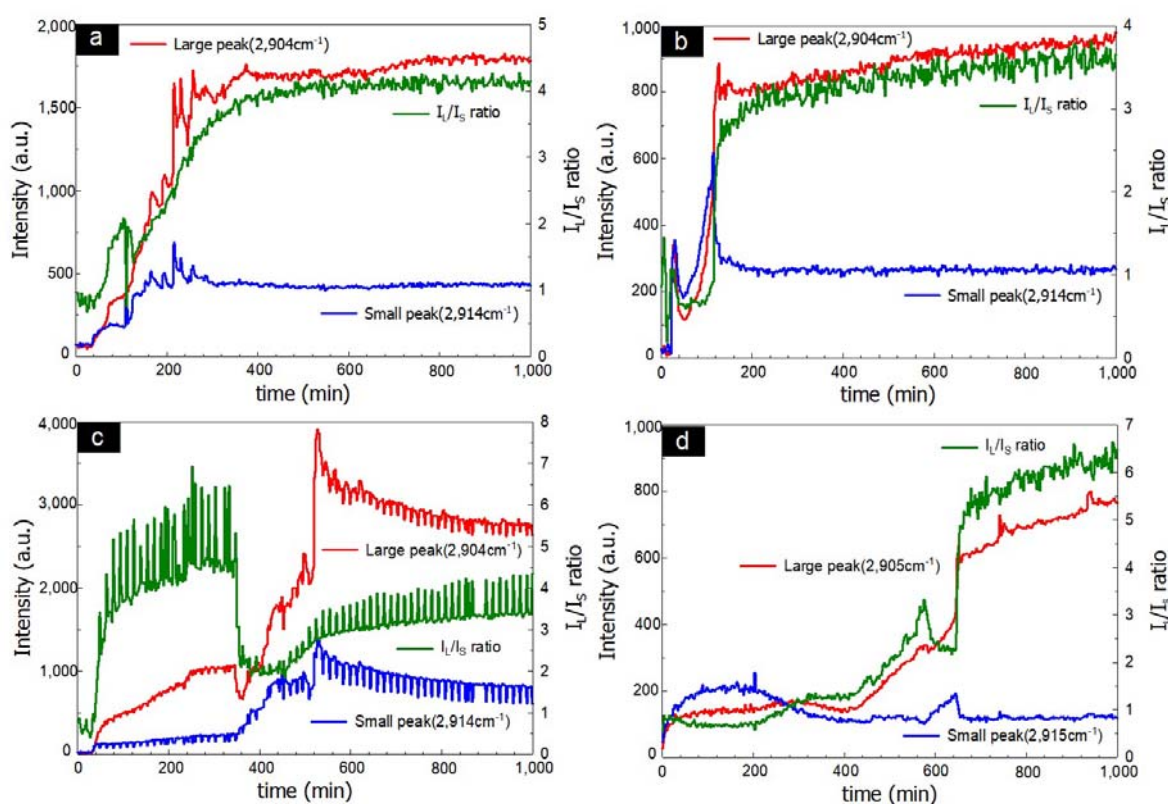 a
Large peak(2,904cm⁻¹)
I_L/I_S ratio
Small peak(2,914cm⁻¹)
Intensity (a.u.)
2,000
1,500
1,000
500
0
5
4
3
2
1
0
I_L/I_S ratio
0 200 400 600 800 1,000
time (min)
b
Large peak(2,904cm⁻¹)
I_L/I_S ratio
Small peak(2,914cm⁻¹)
Intensity (a.u.)
1,000
800
600
400
200
0
4
3
2
1
0
I_L/I_S ratio
0 200 400 600 800 1,000
time (min)
c
Large peak(2,904cm⁻¹)
I_L/I_S ratio
Small peak(2,914cm⁻¹)
Intensity (a.u.)
4,000
3,000
2,000
1,000
0
8
7
6
5
4
3
2
1
0
I_L/I_S ratio
0 200 400 600 800 1,000
time (min)
d
I_L/I_S ratio
Large peak(2,905cm⁻¹)
Small peak(2,915cm⁻¹)
Intensity (a.u.)
1,000
800
600
400
200
0
7
6
5
4
3
2
1
0
I_L/I_S ratio
0 200 400 600 800 1,000
time (min)